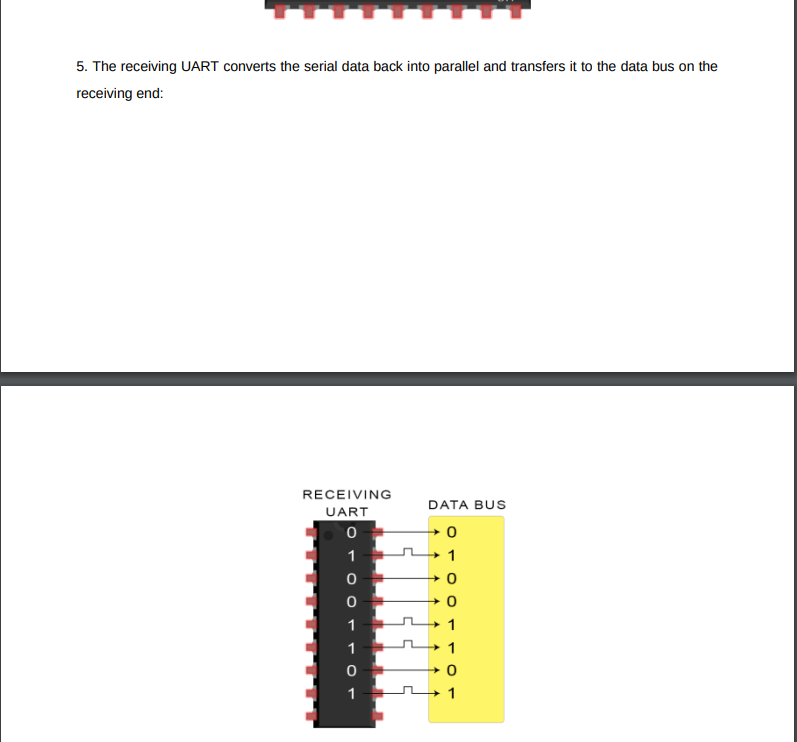 5. The receiving UART converts the serial data back into parallel and transfers it to the data bus on the
receiving end:
RECEIVING
UART
DATA BUS
0 0
1 1
0 0
0 0
1 1
1 1
0 0
1 1